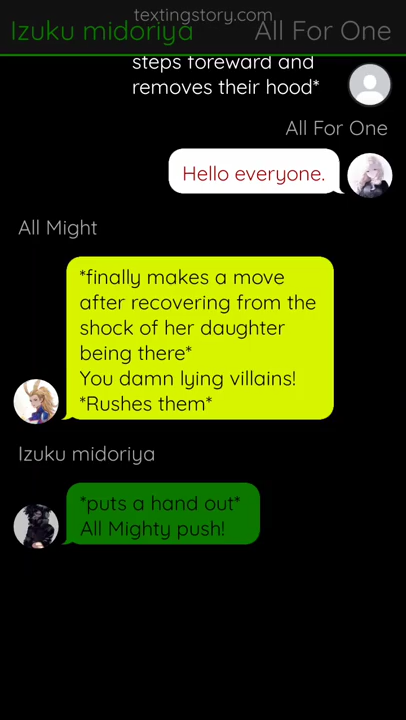 textingstory.com
Izuku midoriya All For One
steps foreward and
removes their hood*
All For One
Hello everyone.
All Might
*finally makes a move
after recovering from the
shock of her daughter
being there*
You damn lying villains!
*Rushes them*
Izuku midoriya
*puts a hand out*
All Mighty push!